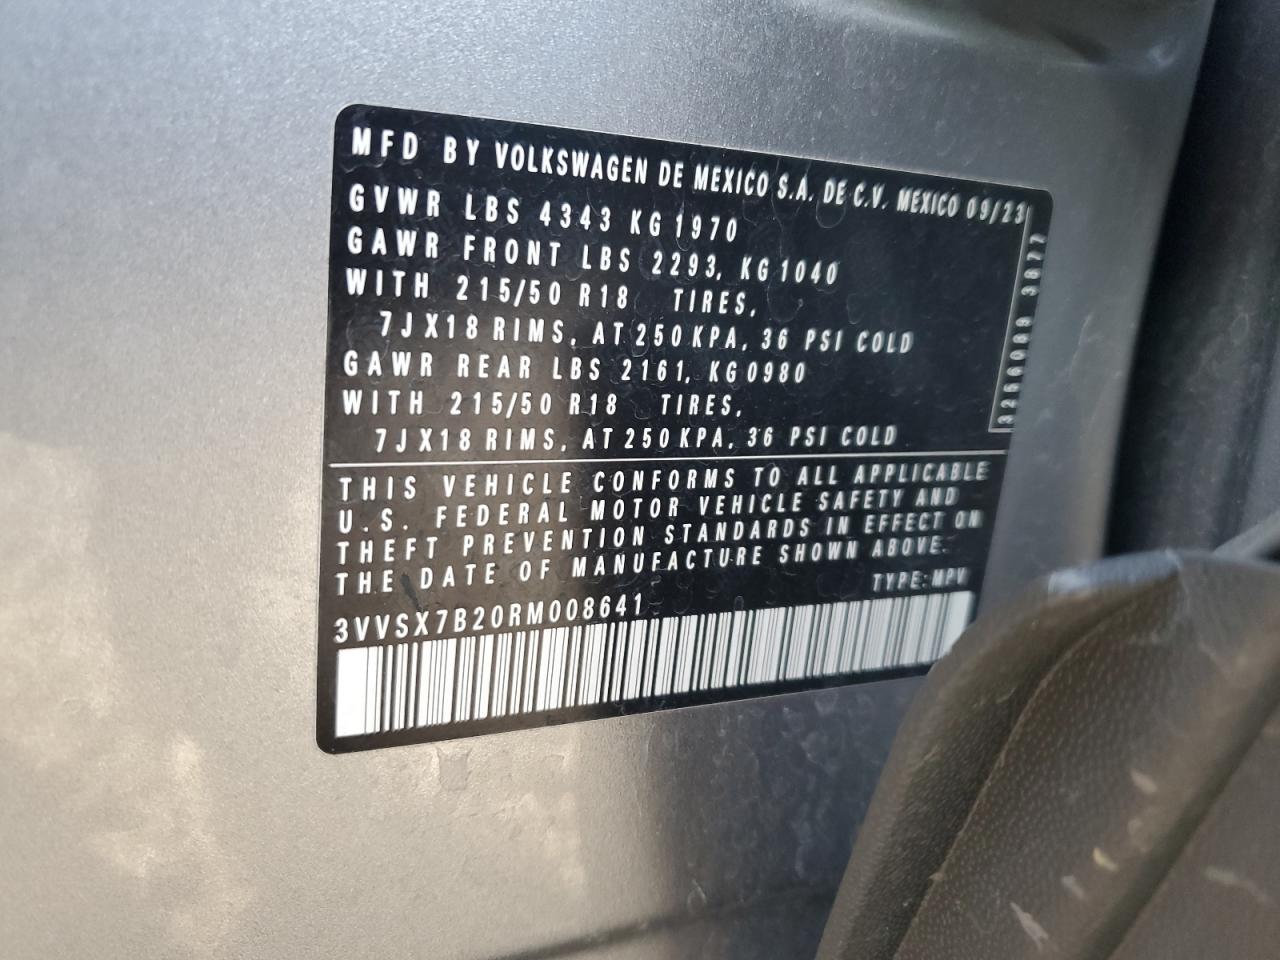 MFD BY VOLKSWAGEN DE MEXICO S.A. DE C.V. MEXICO 09/23
GVWR LBS 4343 KG 1970
GAWR FRONT LBS 2293, KG 1040
WITH 215/50 R18 TIRES,
7J X18 RIMS, AT 250 KPA, 36 PSI COLD
GAWR REAR LBS 2161, KG 0980
WITH 215/50 R18 TIRES,
7J X18 RIMS, AT 250 KPA, 36 PSI COLD
THIS VEHICLE CONFORMS TO ALL APPLICABLE
U.S. FEDERAL MOTOR VEHICLE SAFETY AND
THEFT PREVENTION STANDARDS IN EFFECT ON
THE DATE OF MANUFACTURE SHOWN ABOVE.
TYPE: MPV
3VVSX7B20RM008641